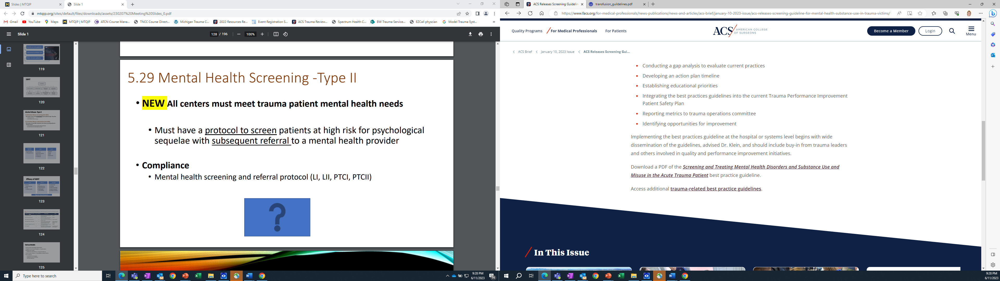 Slides | MTQIP
Slide 1
mtqip.org/sites/default/files/downloads/assets/230207%20Meeting%20Slides_0.pdf
Gmail
YouTube
Maps
MTQIP | MTQIP
ATCN Course Mana...
TNCC Course Direct...
Michigan Trauma C...
2022 Resources Re...
Event Registration S...
ACS Trauma Review...
Spectrum Health C...
BW Trauma Service...
EZCall physcian
Model Trauma Syst...
»
Slide 1
128 / 196
100%
119
SBIRT
120
Alcohol Misuse -Type II
121
122
Efficacy of SBIRT
123
124
Various Models
125
5.29 Mental Health Screening -Type II
• NEW All centers must meet trauma patient mental health needs
• Must have a protocol to screen patients at high risk for psychological
sequelae with subsequent referral to a mental health provider
• Compliance
• Mental health screening and referral protocol (LI, LII, PTCI, PTCII)
?
Type here to search
9:28 PM
6/11/2023
36
ACS Releases Screening Guidelin
transfusion_guildelines.pdf
https://www.facs.org/for-medical-professionals/news-publications/news-and-articles/acs-brief/january-10-2023-issue/acs-releases-screening-guideline-for-mental-health-substance-use-in-trauma-victims/
Quality Programs
For Medical Professionals
For Patients
ACS
AMERICAN COLLEGE
OF SURGEONS
Become a Member
Login
Menu
ACS Brief
January 10, 2023 Issue
ACS Releases Screening Gui...
• Conducting a gap analysis to evaluate current practices
• Developing an action plan timeline
• Establishing educational priorities
• Integrating the best practices guidelines into the current Trauma Performance Improvement
Patient Safety Plan
• Reporting metrics to trauma operations committee
• Identifying opportunities for improvement
Implementing the best practices guideline at the hospital or systems level begins with wide
dissemination of the guidelines, advised Dr. Klein, and should include buy-in from trauma leaders
and others involved in quality and performance improvement initiatives.
Download a PDF of the Screening and Treating Mental Health Disorders and Substance Use and
Misuse in the Acute Trauma Patient best practice guideline.
Access additional trauma-related best practice guidelines.
In This Issue
9:28 PM
6/11/2023